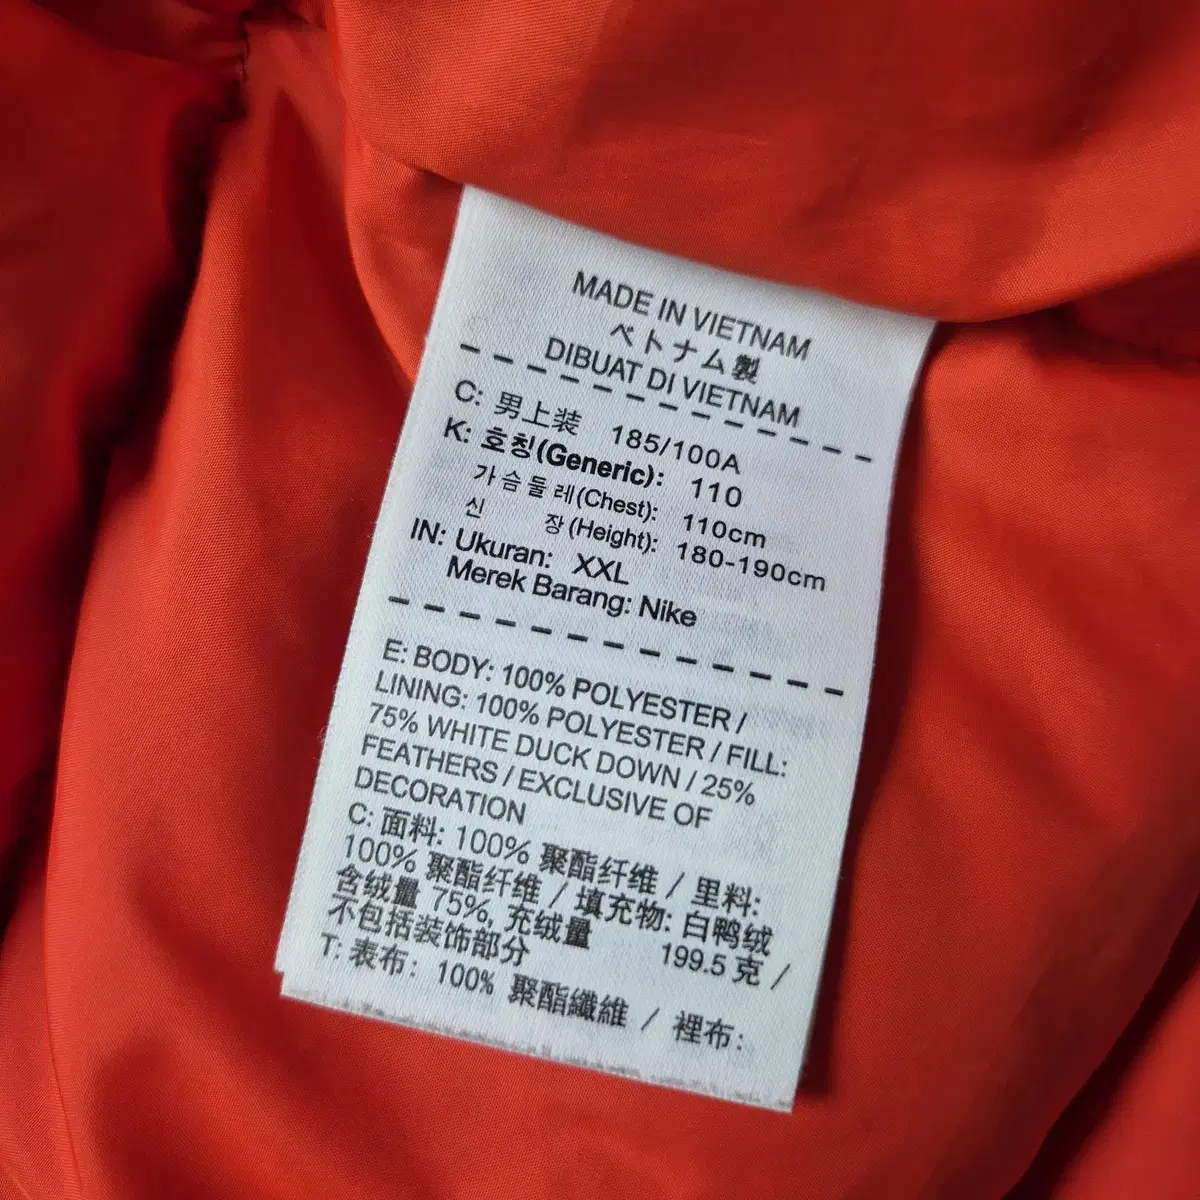 MADE IN VIETNAM
ベトナム製
DIBUAT DI VIETNAM
C: 男上装 185/100A
K: 호칭(Generic): 110
가슴둘레(Chest): 110cm
신 장(Height): 180-190cm
IN: Ukuran: XXL
Merek Barang: Nike
E: BODY: 100% POLYESTER /
LINING: 100% POLYESTER / FILL:
75% WHITE DUCK DOWN / 25%
FEATHERS / EXCLUSIVE OF
DECORATION
C: 面料: 100% 聚酯纤维 / 里料:
100% 聚酯纤维 / 填充物: 白鸭绒
含绒量 75%, 充绒量 199.5 克 /
不包括装饰部分
T: 表布: 100% 聚酯纖維 / 裡布: